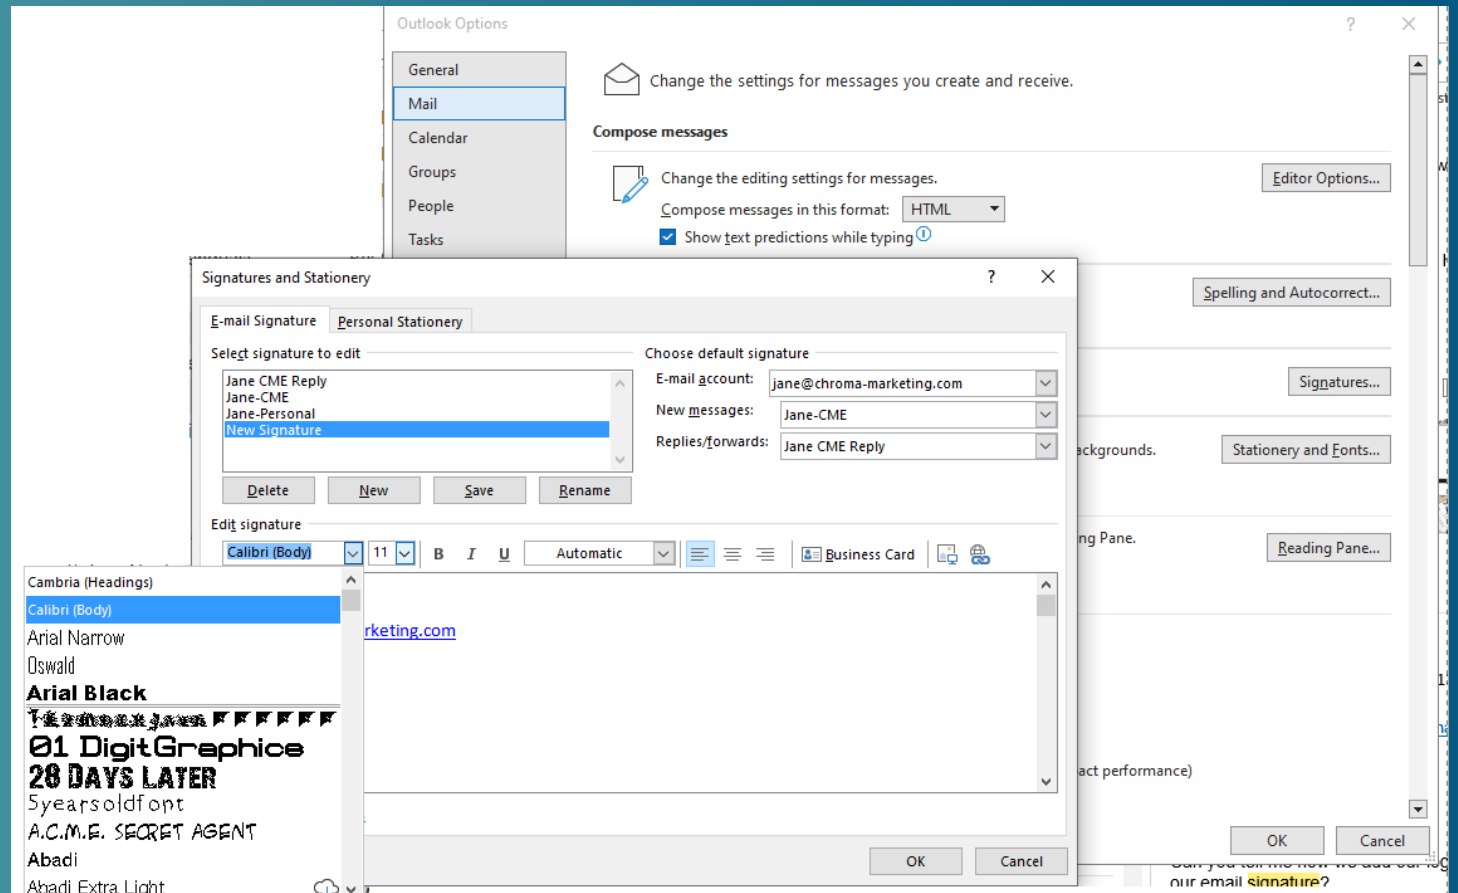 Outlook Options
?
General
Mail
Calendar
Groups
People
Tasks
Change the settings for messages you create and receive.
Compose messages
Change the editing settings for messages.
Editor Options...
Compose messages in this format: HTML
Show text predictions while typing
Spelling and Autocorrect...
Signatures...
ackgrounds.
Stationery and Fonts...
ng Pane.
Reading Pane...
act performance)
OK
Cancel
Signatures and Stationery
?
E-mail Signature
Personal Stationery
Select signature to edit
Jane CME Reply
Jane-CME
Jane-Personal
New Signature
Delete
New
Save
Rename
Choose default signature
E-mail account: jane@chroma-marketing.com
New messages: Jane-CME
Replies/forwards: Jane CME Reply
Edit signature
Calibri (Body) 11 B I U Automatic Business Card
rketing.com
OK
Cancel
Cambria (Headings)
Calibri (Body)
Arial Narrow
Oswald
Arial Black
01 DigitGraphics
28 Days Later
5yearsoldfont
A.C.M.E. SECRET AGENT
Abadi
Abadi Extra Light
our email signature?